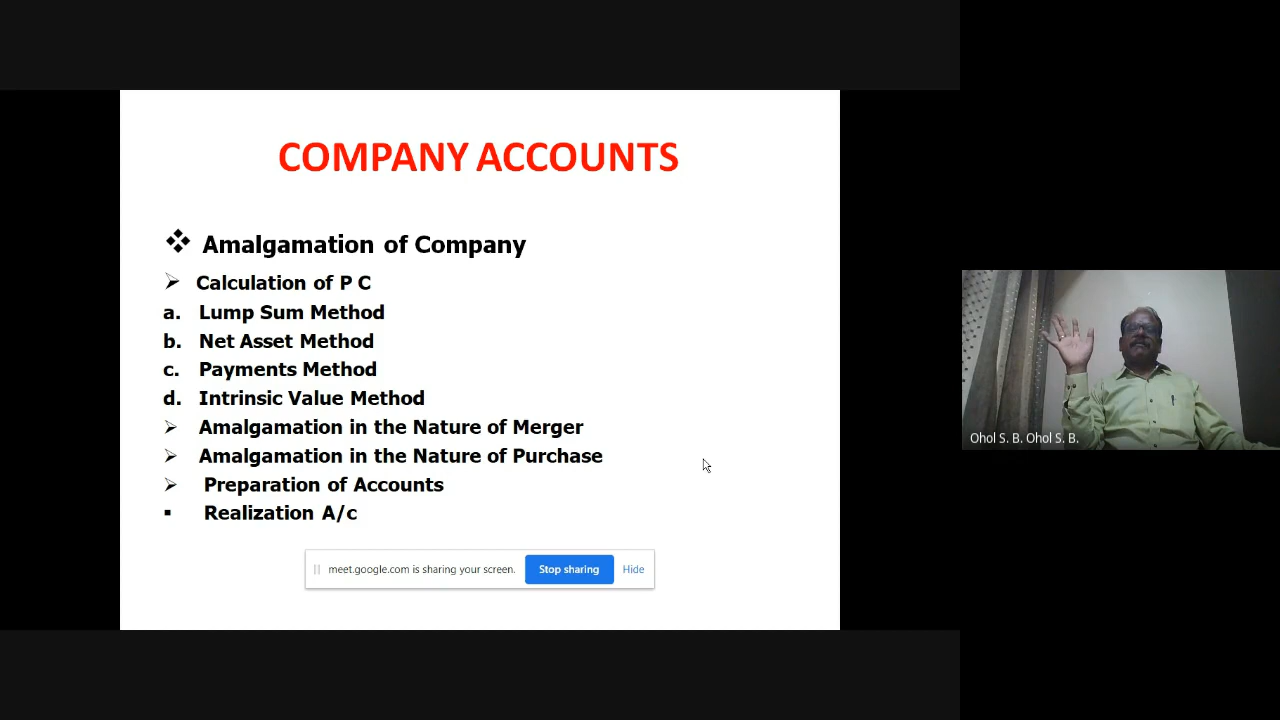 COMPANY ACCOUNTS
❖ Amalgamation of Company
➢ Calculation of P C
a. Lump Sum Method
b. Net Asset Method
c. Payments Method
d. Intrinsic Value Method
➢ Amalgamation in the Nature of Merger
➢ Amalgamation in the Nature of Purchase
➢ Preparation of Accounts
▪ Realization A/c
meet.google.com is sharing your screen. Stop sharing Hide
Ohol S. B. Ohol S. B.